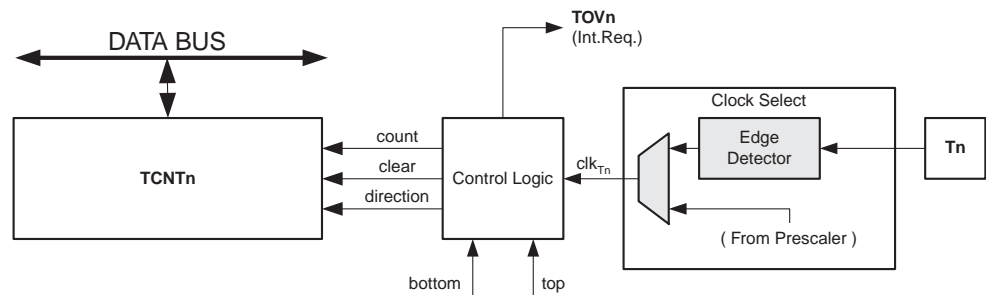 TOVn
(Int.Req.)
DATA BUS
Clock Select
count
Edge
Detector
Tn
TCNTn
clear
Control Logic
clkTn
direction
( From Prescaler )
bottom
top